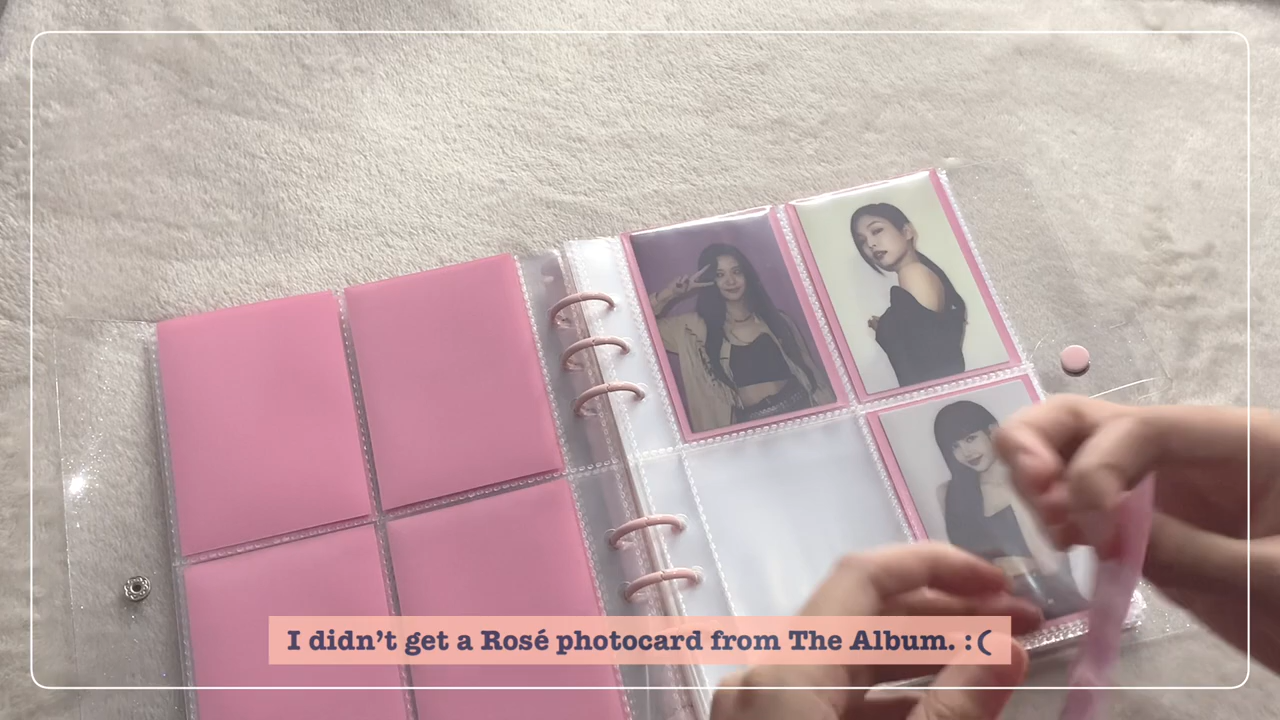 I didn’t get a Rosé photocard from The Album. :(